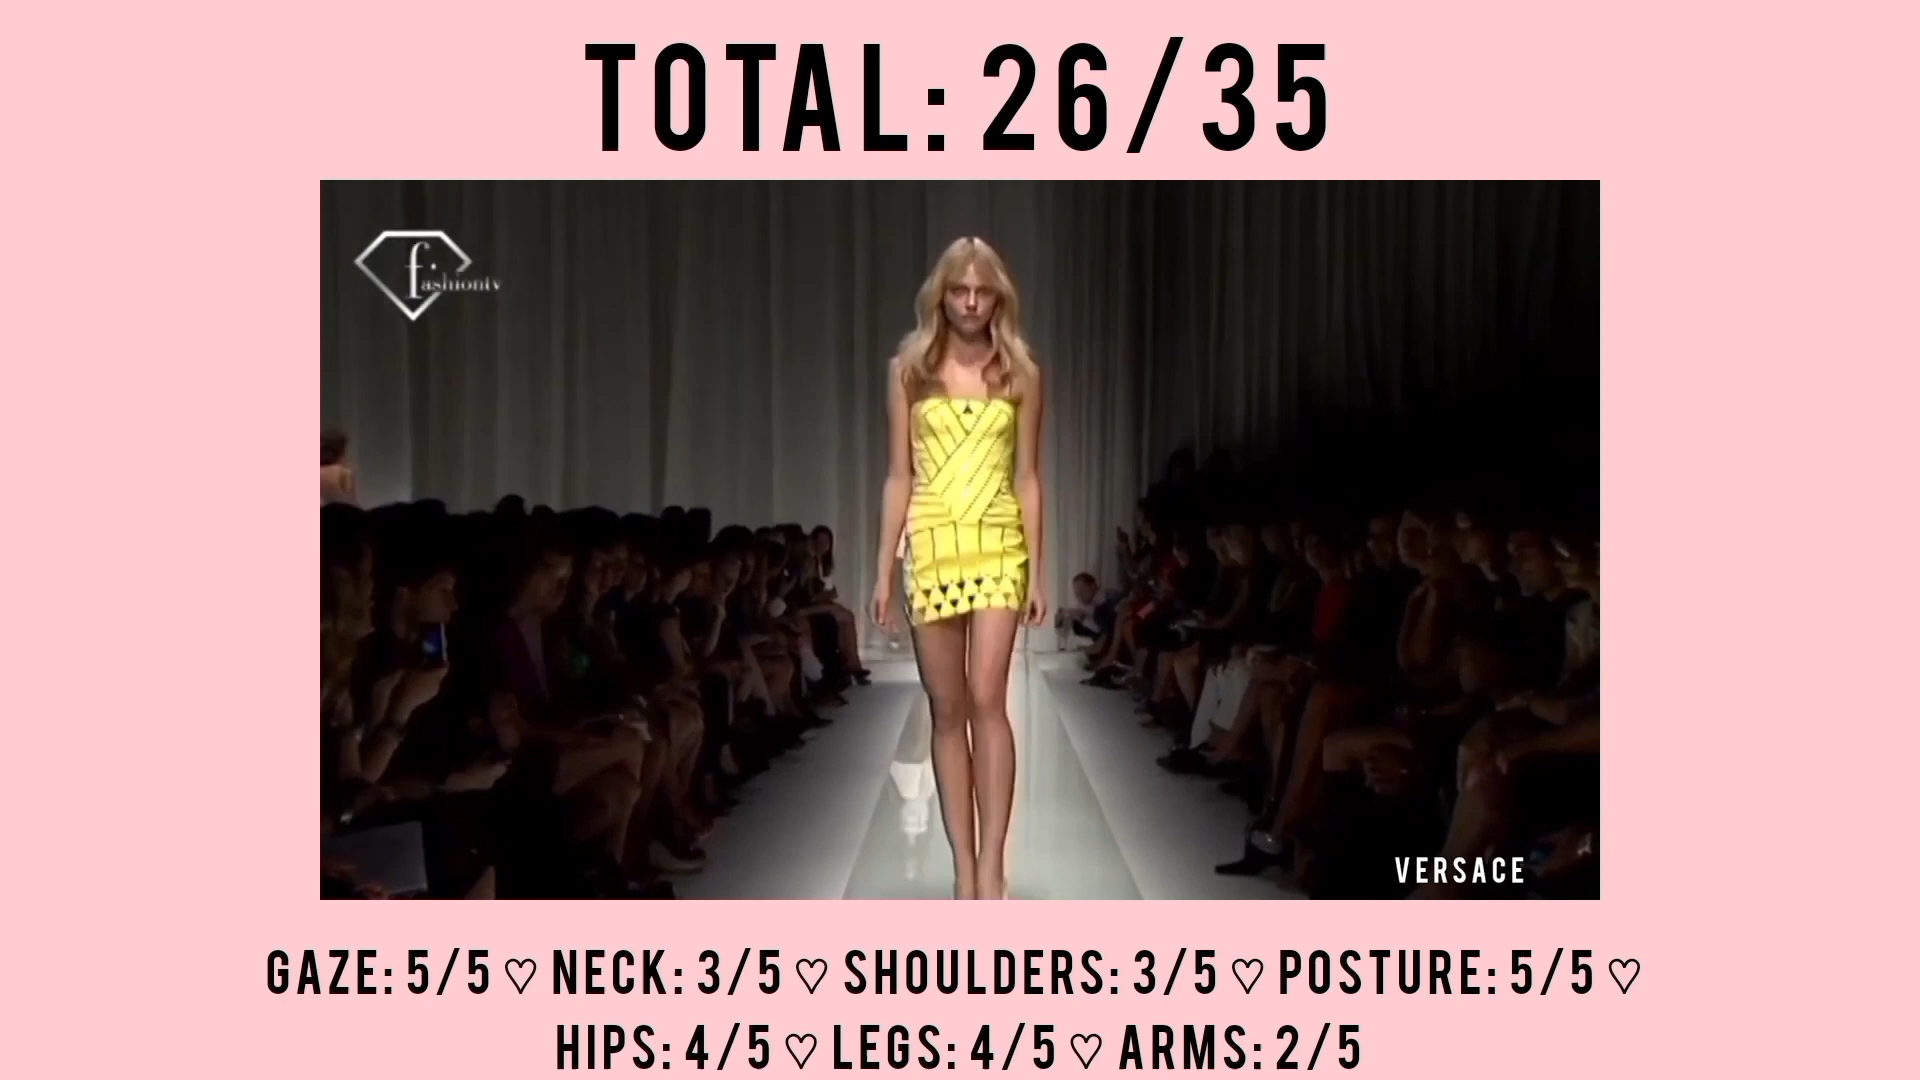 TOTAL: 26/35
fashiontv
VERSACE
GAZE: 5/5 ♡ NECK: 3/5 ♡ SHOULDERS: 3/5 ♡ POSTURE: 5/5 ♡
HIPS: 4/5 ♡ LEGS: 4/5 ♡ ARMS: 2/5